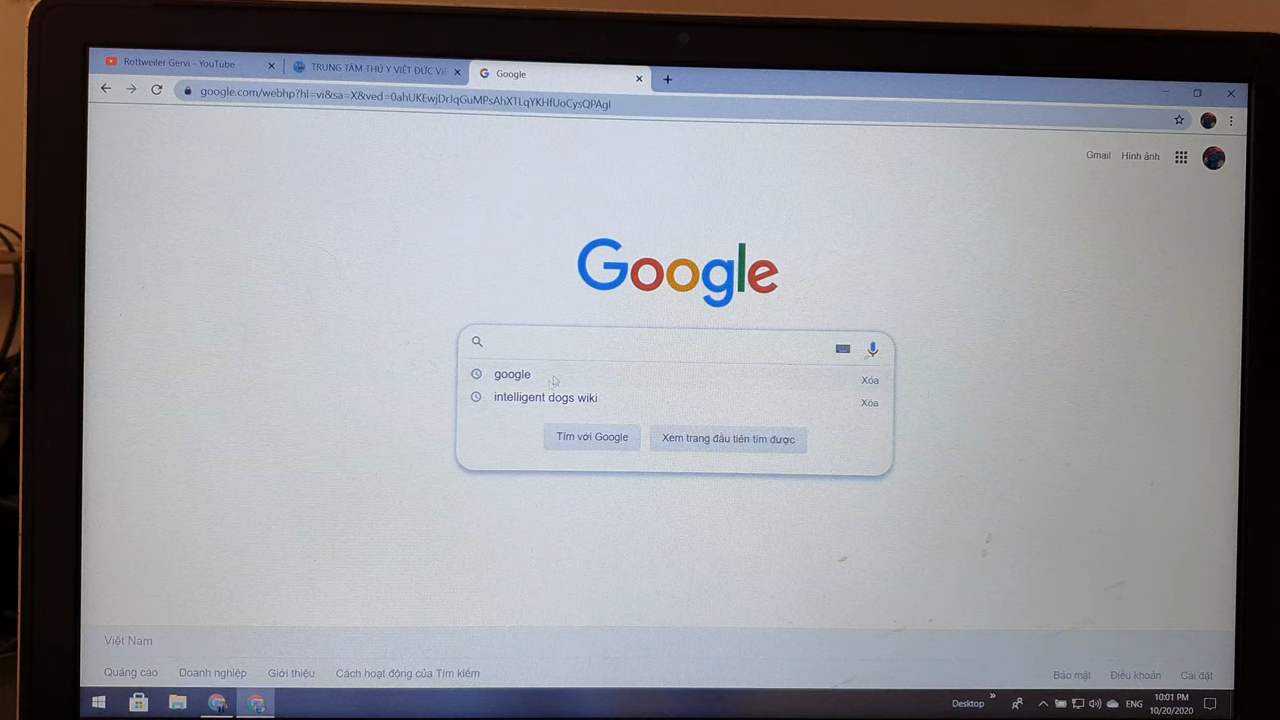 Rottweiler Gervi - YouTube
TRUNG TÂM THÚ Y VIỆT ĐỨC VIE
Google
google.com/webhp?hl=vi&sa=X&ved=0ahUKEwjDrJqGuMPsAhXTLqYKHfUoCysQPAgI
Gmail
Hình ảnh
Google
google
Xóa
intelligent dogs wiki
Xóa
Tìm với Google
Xem trang đầu tiên tìm được
Việt Nam
Quảng cáo
Doanh nghiệp
Giới thiệu
Cách hoạt động của Tìm kiếm
Bảo mật
Điều khoản
Cài đặt
Desktop
ENG
10:01 PM
10/20/2020